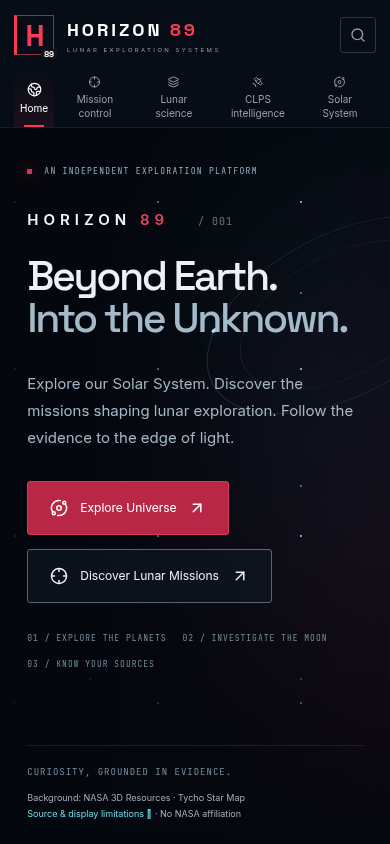 H
89
HORIZON 89
LUNAR EXPLORATION SYSTEMS
Home
Mission control
Lunar science
CLPS intelligence
Solar System
AN INDEPENDENT EXPLORATION PLATFORM
HORIZON 89 / 001
Beyond Earth.
Into the Unknown.
Explore our Solar System. Discover the
missions shaping lunar exploration. Follow the
evidence to the edge of light.
Explore Universe
Discover Lunar Missions
01 / EXPLORE THE PLANETS 02 / INVESTIGATE THE MOON
03 / KNOW YOUR SOURCES
CURIOSITY, GROUNDED IN EVIDENCE.
Background: NASA 3D Resources · Tycho Star Map
Source & display limitations · No NASA affiliation